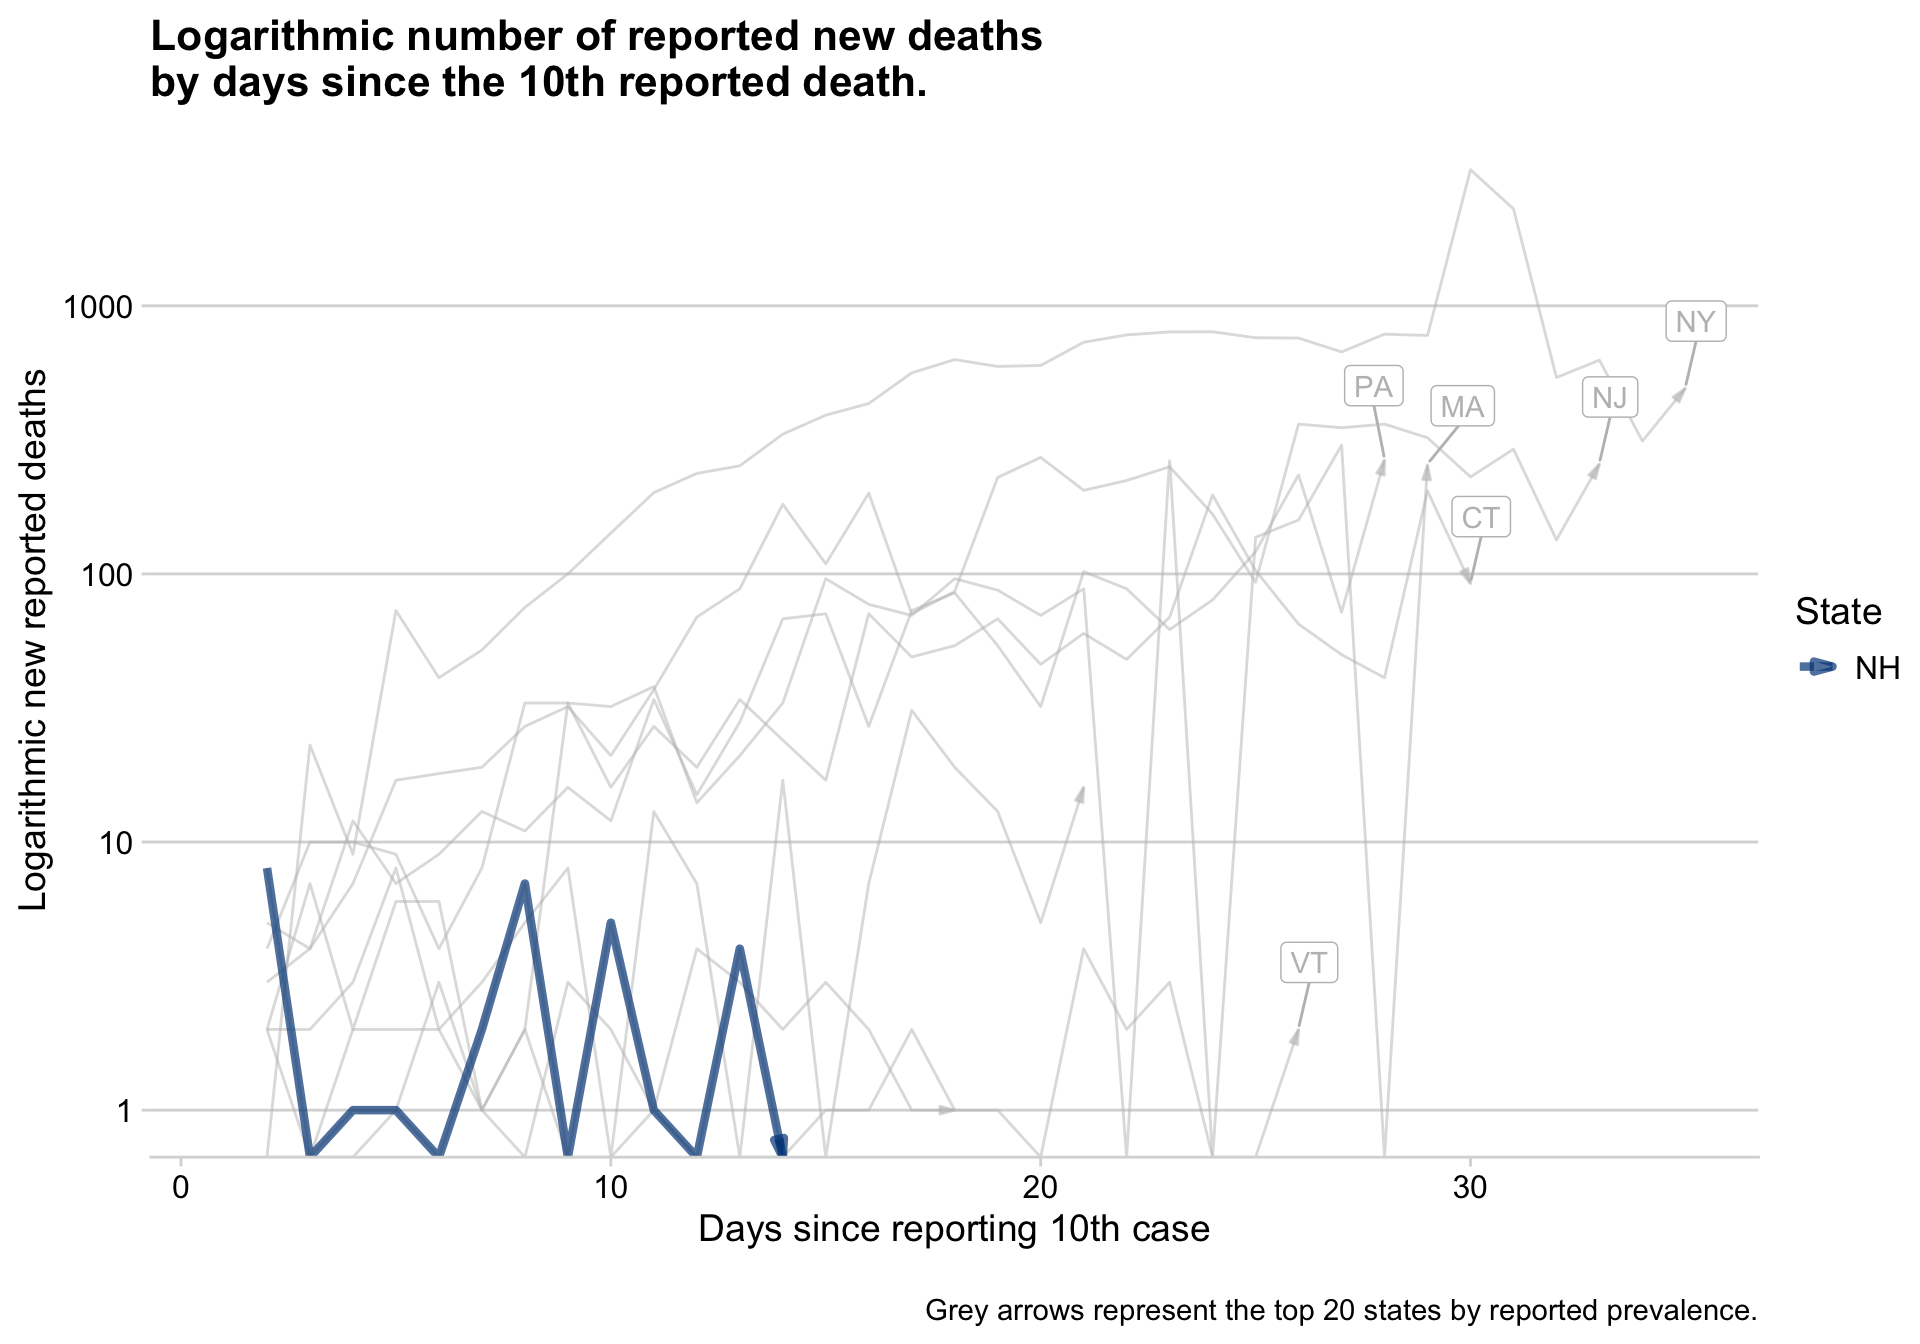 Logarithmic number of reported new deaths
by days since the 10th reported death.
Logarithmic new reported deaths
1000
100
10
1
NY
PA
MA
NJ
CT
VT
State
NH
0
10
20
30
Days since reporting 10th case
Grey arrows represent the top 20 states by reported prevalence.